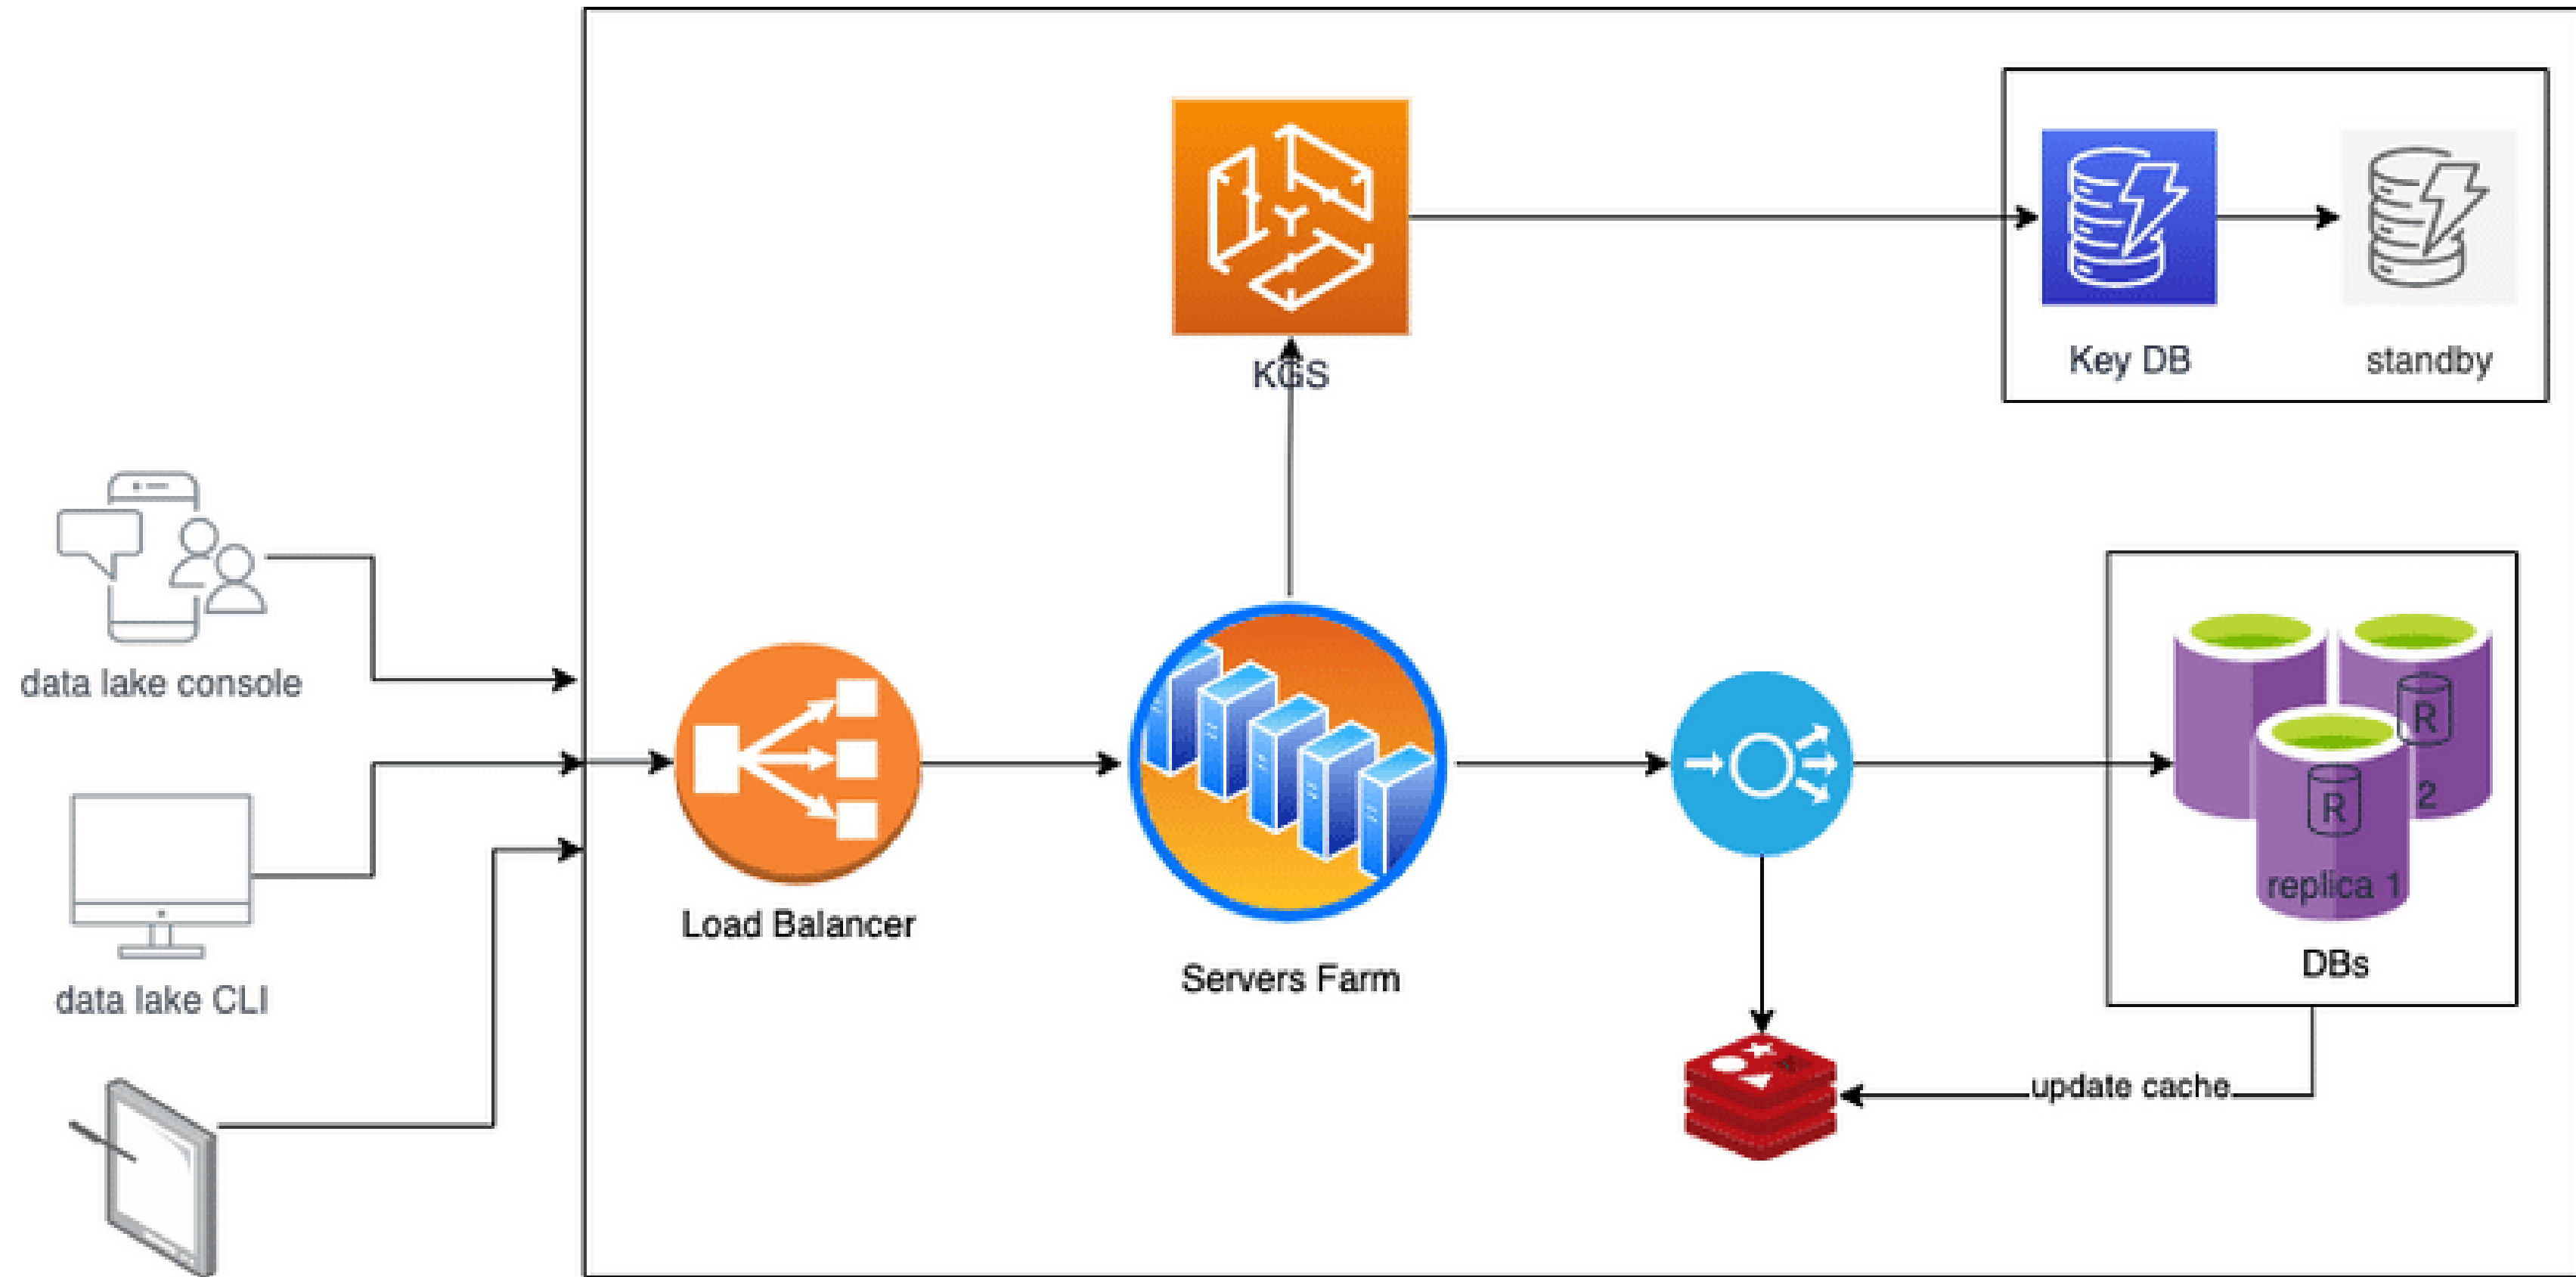 KGS
Key DB
standby
data lake console
Load Balancer
Servers Farm
R
2
R
replica 1
DBs
data lake CLI
update cache